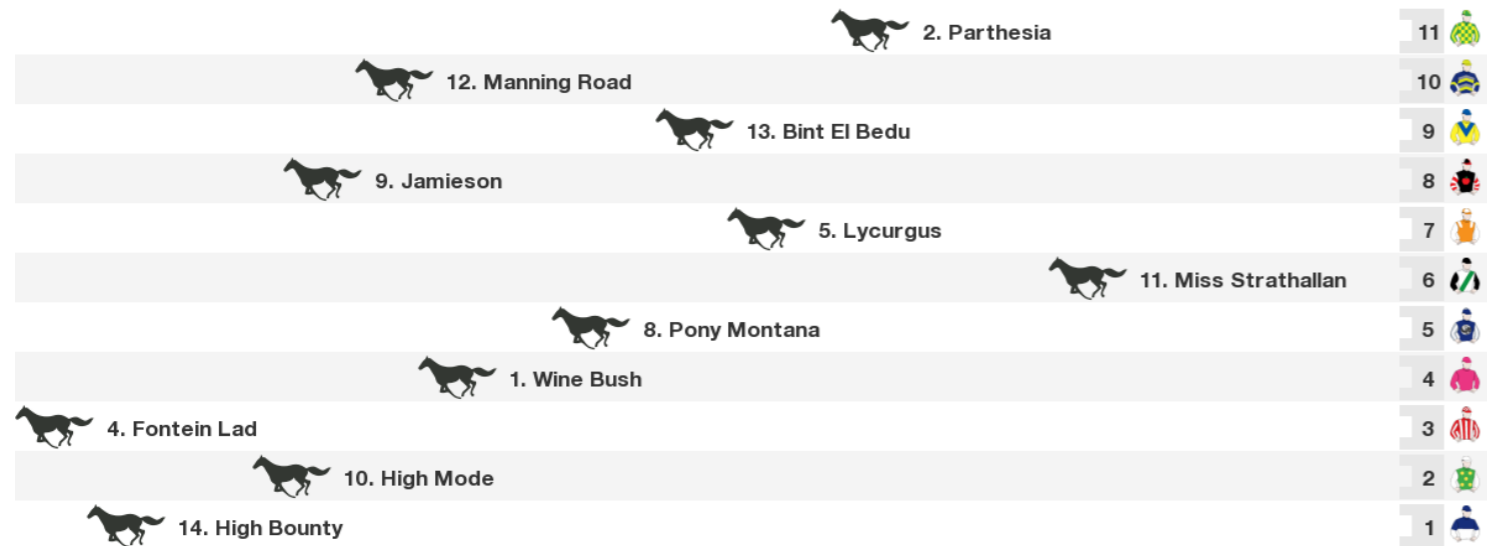 2. Parthesia 11
12. Manning Road 10
13. Bint El Bedu 9
9. Jamieson 8
5. Lycurgus 7
11. Miss Strathallan 6
8. Pony Montana 5
1. Wine Bush 4
4. Fontein Lad 3
10. High Mode 2
14. High Bounty 1